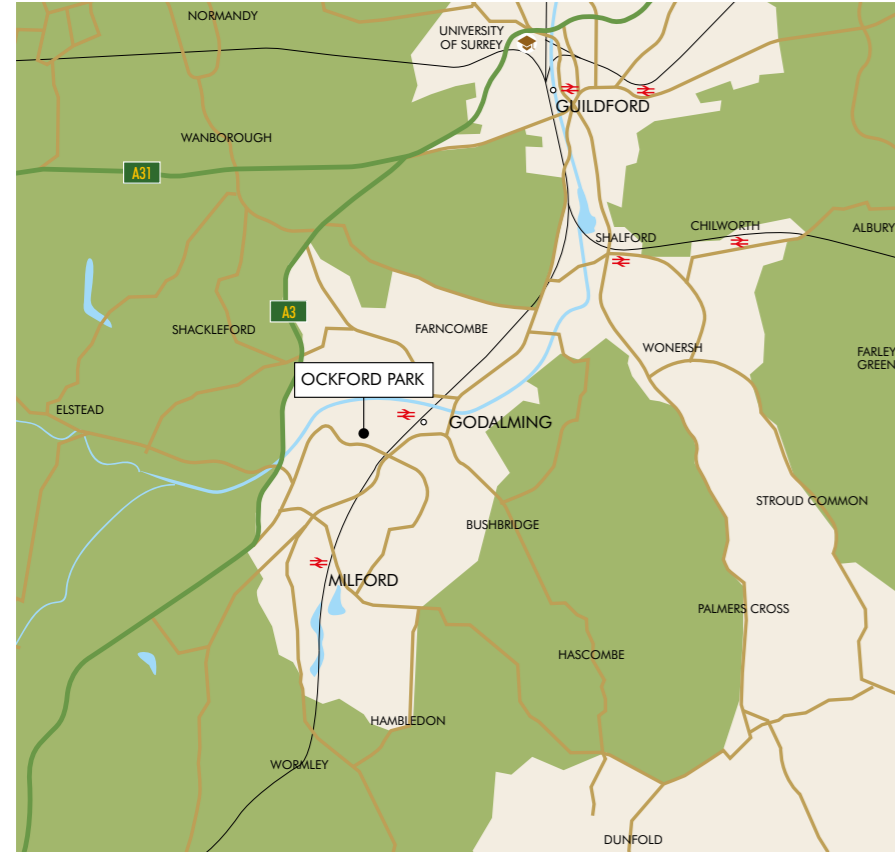 NORMANDY
UNIVERSITY
OF SURREY
GUILDFORD
WANBOROUGH
A31
SHALFORD
CHILWORTH
ALBURY
A3
SHACKLEFORD
FARNCOMBE
WONERSH
FARLEY
GREEN
OCKFORD PARK
ELSTEAD
GODALMING
STROUD COMMON
BUSHBRIDGE
MILFORD
PALMERS CROSS
HASCOMBE
HAMBLEDON
WORMLEY
DUNFOLD